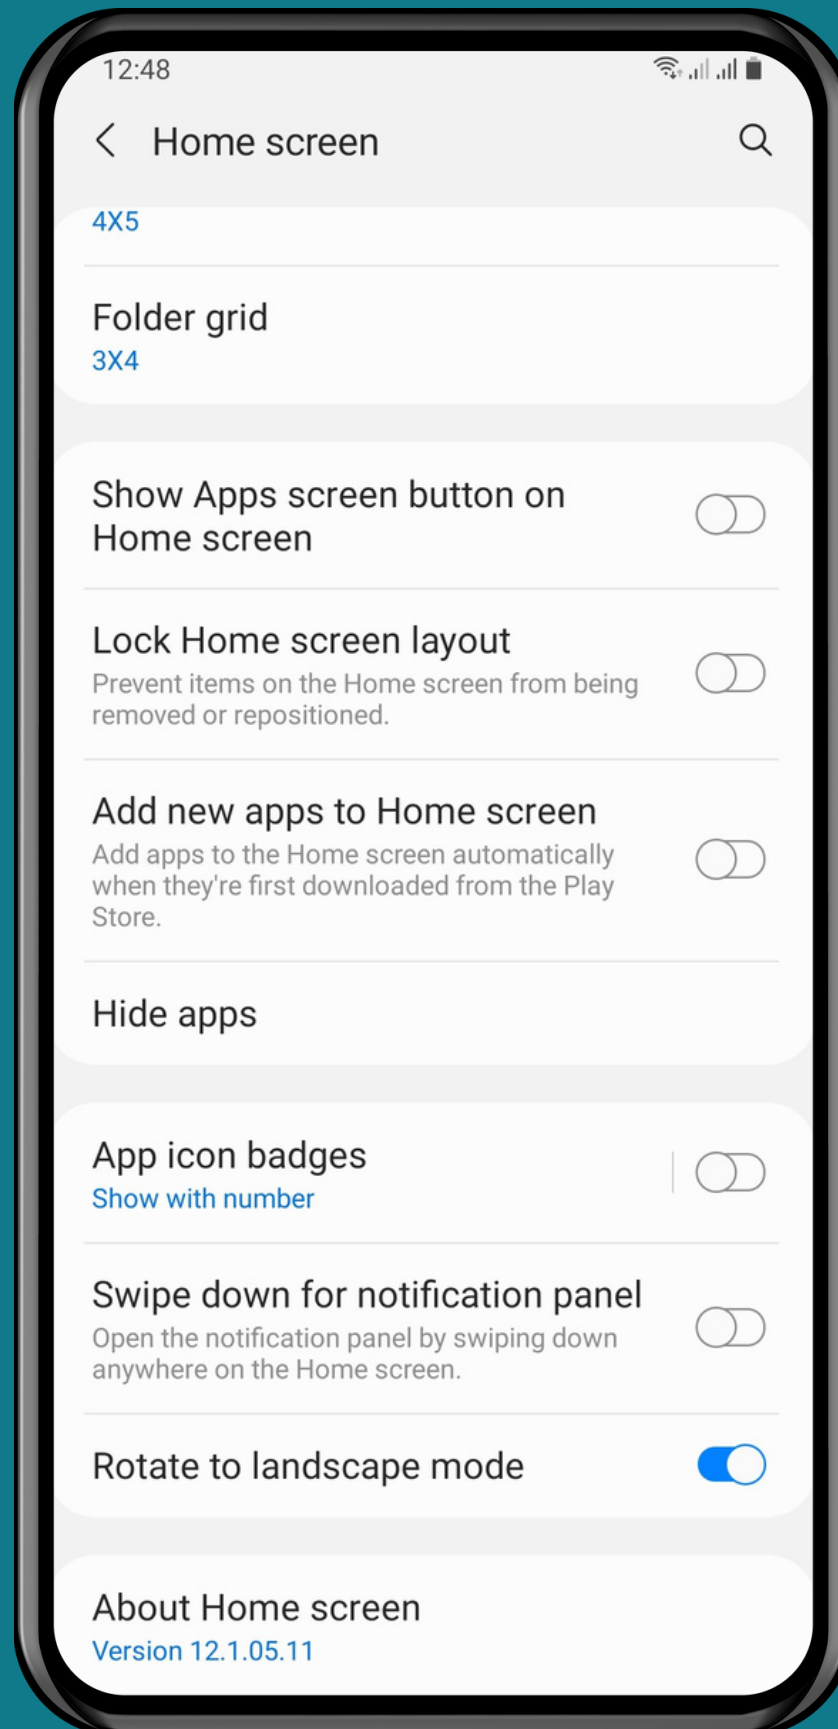 12:48
Home screen
4X5
Folder grid
3X4
Show Apps screen button on
Home screen
Lock Home screen layout
Prevent items on the Home screen from being
removed or repositioned.
Add new apps to Home screen
Add apps to the Home screen automatically
when they're first downloaded from the Play
Store.
Hide apps
App icon badges
Show with number
Swipe down for notification panel
Open the notification panel by swiping down
anywhere on the Home screen.
Rotate to landscape mode
About Home screen
Version 12.1.05.11